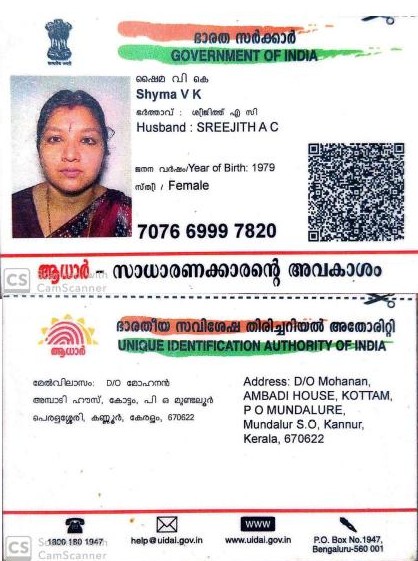 ഭാരത സർക്കാർ
GOVERNMENT OF INDIA
ഷൈമ വി കെ
Shyma V K
ഭർത്താവ് : ശ്രീജിത്ത് എ സി
Husband : SREEJITH A C
ജനന വർഷം/Year of Birth: 1979
സ്ത്രീ / Female
7076 6999 7820
ആധാർ - സാധാരണക്കാരന്റെ അവകാശം
CS
CamScanner
ഭാരതീയ സവിശേഷ തിരിച്ചറിയൽ അതോറിറ്റി
ആധാർ
UNIQUE IDENTIFICATION AUTHORITY OF INDIA
മേൽവിലാസം: D/O മോഹനൻ
അമ്പാടി ഹൗസ്, കോട്ടം, പി ഒ മുണ്ടലൂർ
പെരളശ്ശേരി, കണ്ണൂർ, കേരളം, 670622
Address: D/O Mohanan,
AMBADI HOUSE, KOTTAM,
P O MUNDALURE,
Mundalur S.O, Kannur,
Kerala, 670622
1800 180 1947
help@uidai.gov.in
WWW
www.uidai.gov.in
P.O. Box No.1947,
Bengaluru-560 001
CS
CamScanner